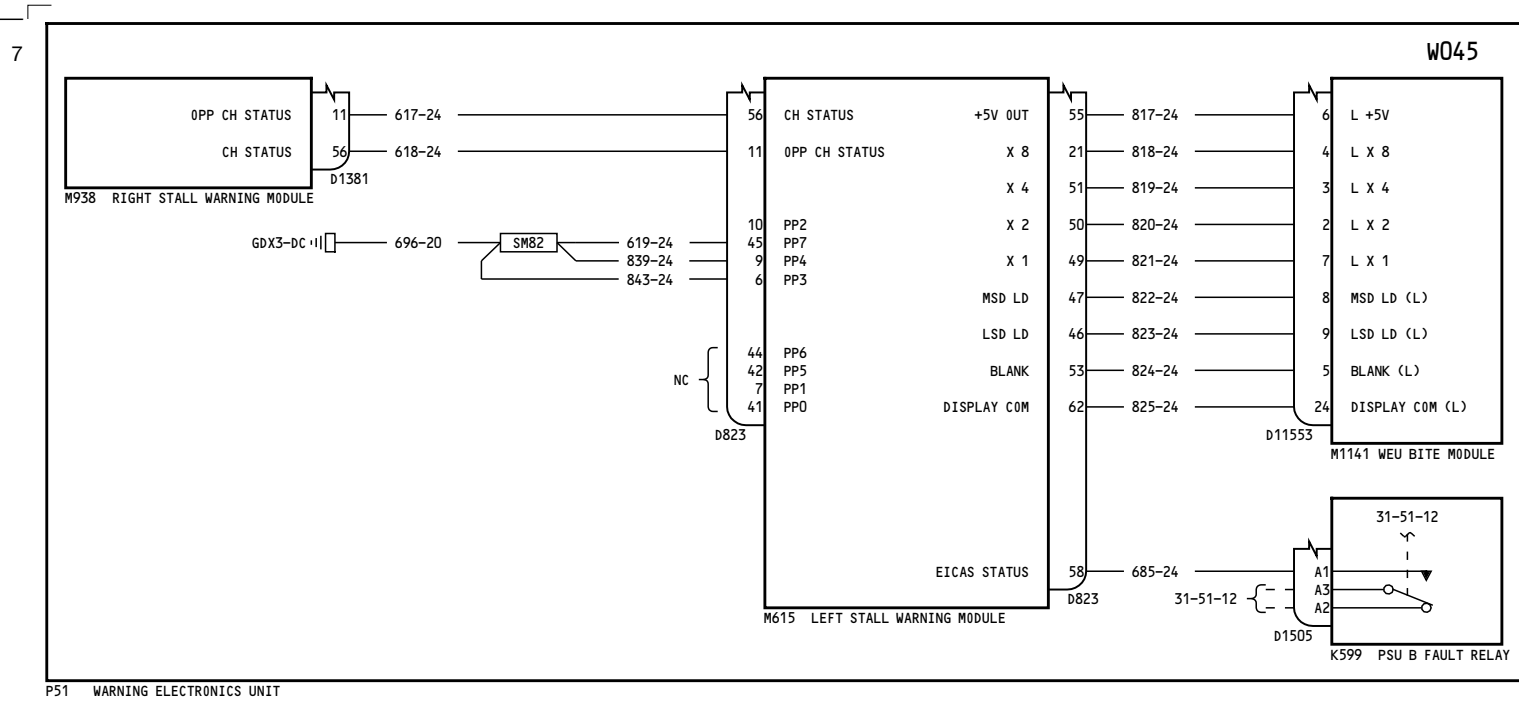 7
W045
OPP CH STATUS 11 617-24 56 CH STATUS +5V OUT 55 817-24 6 L +5V
CH STATUS 56 618-24 11 OPP CH STATUS X 8 21 818-24 4 L X 8
D1381
M938 RIGHT STALL WARNING MODULE
X 4 51 819-24 3 L X 4
10 PP2 X 2 50 820-24 2 L X 2
GDX3-DC 696-20 SM82 619-24 45 PP7
839-24 9 PP4 X 1 49 821-24 7 L X 1
843-24 6 PP3
MSD LD 47 822-24 8 MSD LD (L)
LSD LD 46 823-24 9 LSD LD (L)
44 PP6
NC 42 PP5 BLANK 53 824-24 5 BLANK (L)
7 PP1
41 PP0 DISPLAY COM 62 825-24 24 DISPLAY COM (L)
D823 D11553
M1141 WEU BITE MODULE
31-51-12
EICAS STATUS 58 685-24 A1
31-51-12 A3
A2
D823
D1505
M615 LEFT STALL WARNING MODULE
K599 PSU B FAULT RELAY
P51 WARNING ELECTRONICS UNIT